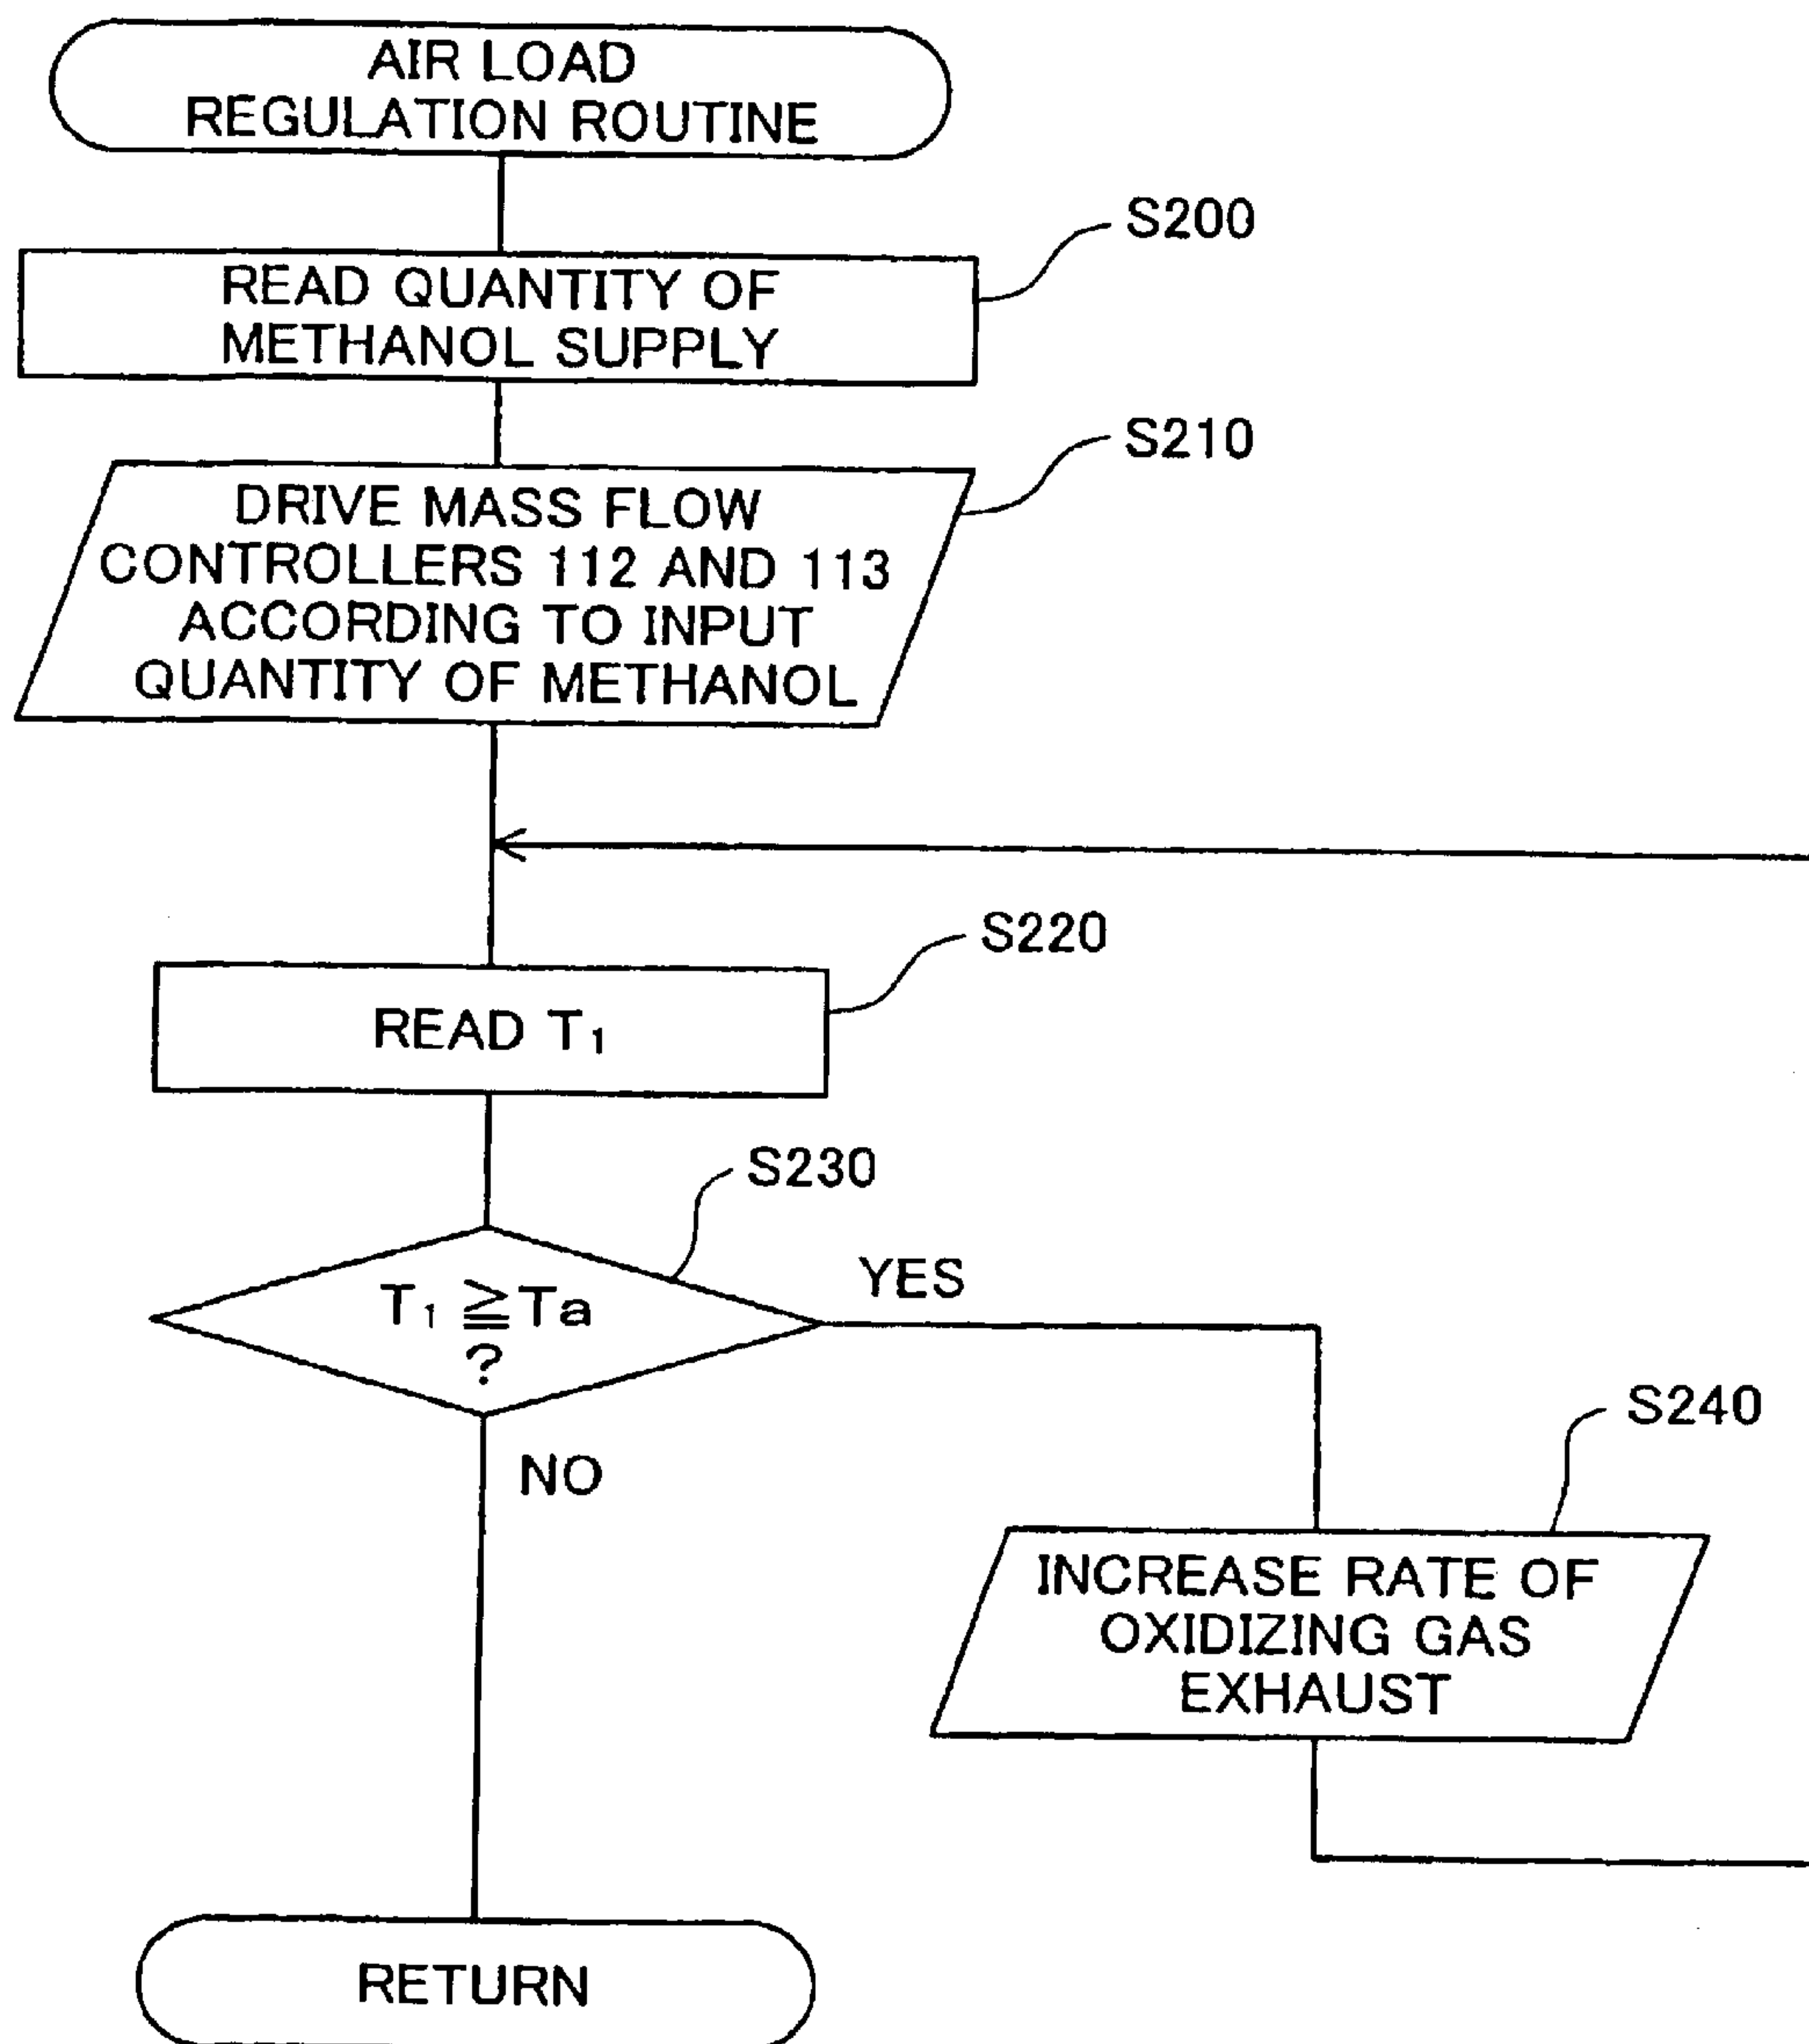 AIR LOAD
REGULATION ROUTINE
S200
READ QUANTITY OF
METHANOL SUPPLY
S210
DRIVE MASS FLOW
CONTROLLERS 112 AND 113
ACCORDING TO INPUT
QUANTITY OF METHANOL
S220
READ T₁
S230
T₁ ≧ Ta
?
YES
NO
S240
INCREASE RATE OF
OXIDIZING GAS
EXHAUST
RETURN